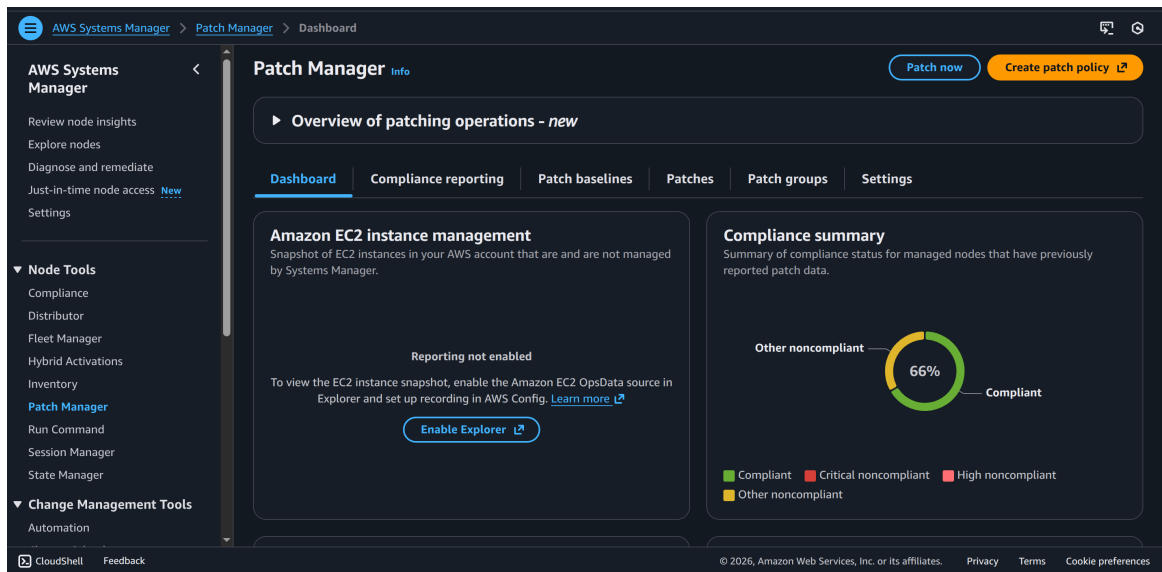 AWS Systems Manager > Patch Manager > Dashboard
AWS Systems
Manager
Review node insights
Explore nodes
Diagnose and remediate
Just-in-time node access New
Settings
Node Tools
Compliance
Distributor
Fleet Manager
Hybrid Activations
Inventory
Patch Manager
Run Command
Session Manager
State Manager
Change Management Tools
Automation
Patch Manager Info
Patch now
Create patch policy
Overview of patching operations - new
Dashboard
Compliance reporting
Patch baselines
Patches
Patch groups
Settings
Amazon EC2 instance management
Snapshot of EC2 instances in your AWS account that are and are not managed
by Systems Manager.
Reporting not enabled
To view the EC2 instance snapshot, enable the Amazon EC2 OpsData source in
Explorer and set up recording in AWS Config. Learn more
Enable Explorer
Compliance summary
Summary of compliance status for managed nodes that have previously
reported patch data.
Other noncompliant
66%
Compliant
Compliant Critical noncompliant High noncompliant
Other noncompliant
CloudShell Feedback
© 2026, Amazon Web Services, Inc. or its affiliates. Privacy Terms Cookie preferences